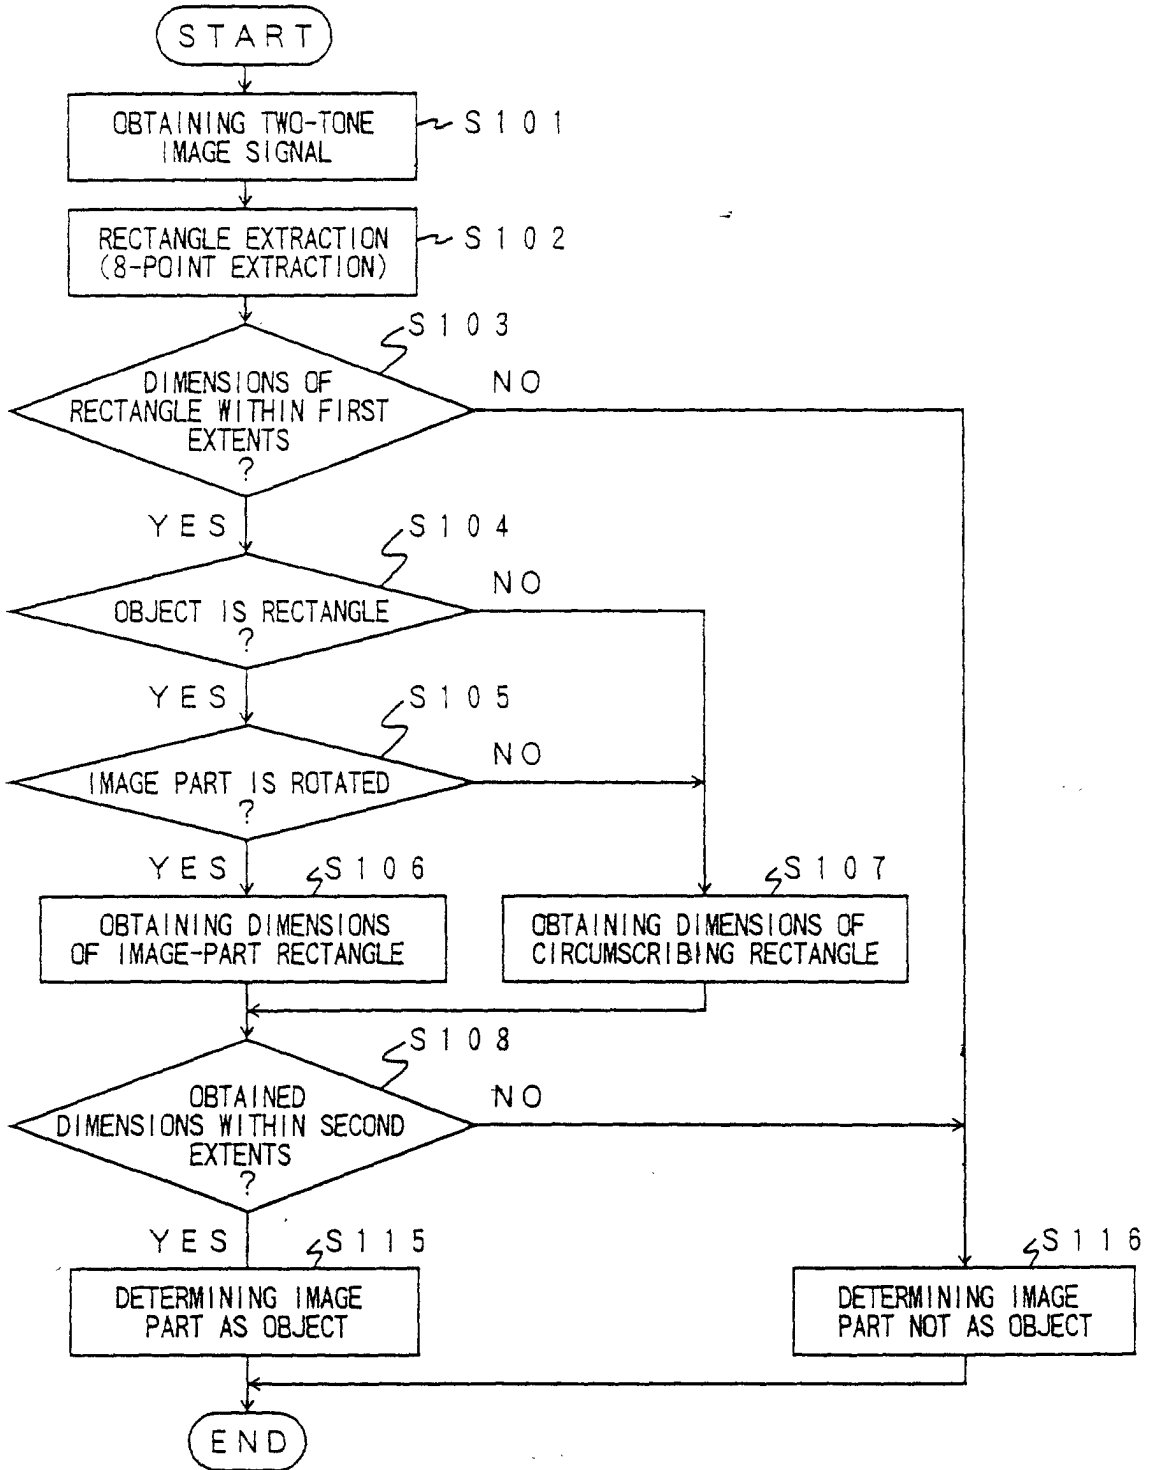 START
OBTAINING TWO-TONE
IMAGE SIGNAL
S101
RECTANGLE EXTRACTION
(8-POINT EXTRACTION)
S102
S103
DIMENSIONS OF
RECTANGLE WITHIN FIRST
EXTENTS
?
NO
YES
S104
OBJECT IS RECTANGLE
?
NO
YES
S105
IMAGE PART IS ROTATED
?
NO
YES
S106
OBTAINING DIMENSIONS
OF IMAGE-PART RECTANGLE
S107
OBTAINING DIMENSIONS OF
CIRCUMSCRIBING RECTANGLE
S108
OBTAINED
DIMENSIONS WITHIN SECOND
EXTENTS
?
NO
YES
S115
DETERMINING IMAGE
PART AS OBJECT
S116
DETERMINING IMAGE
PART NOT AS OBJECT
END